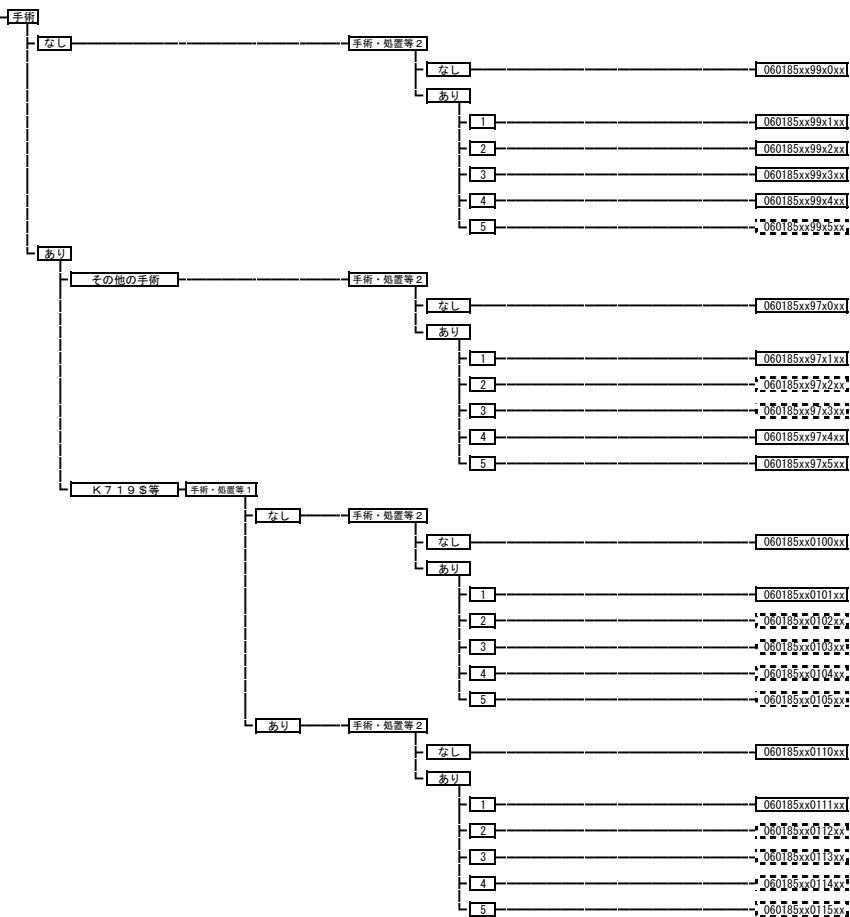 手術
なし 手術・処置等2
なし 060185xx99x0xx
あり
1 060185xx99x1xx
2 060185xx99x2xx
3 060185xx99x3xx
4 060185xx99x4xx
5 060185xx99x5xx
あり
その他の手術 手術・処置等2
なし 060185xx97x0xx
あり
1 060185xx97x1xx
2 060185xx97x2xx
3 060185xx97x3xx
4 060185xx97x4xx
5 060185xx97x5xx
K719$等 手術・処置等1
なし 手術・処置等2
なし 060185xx0100xx
あり
1 060185xx0101xx
2 060185xx0102xx
3 060185xx0103xx
4 060185xx0104xx
5 060185xx0105xx
あり 手術・処置等2
なし 060185xx0110xx
あり
1 060185xx0111xx
2 060185xx0112xx
3 060185xx0113xx
4 060185xx0114xx
5 060185xx0115xx